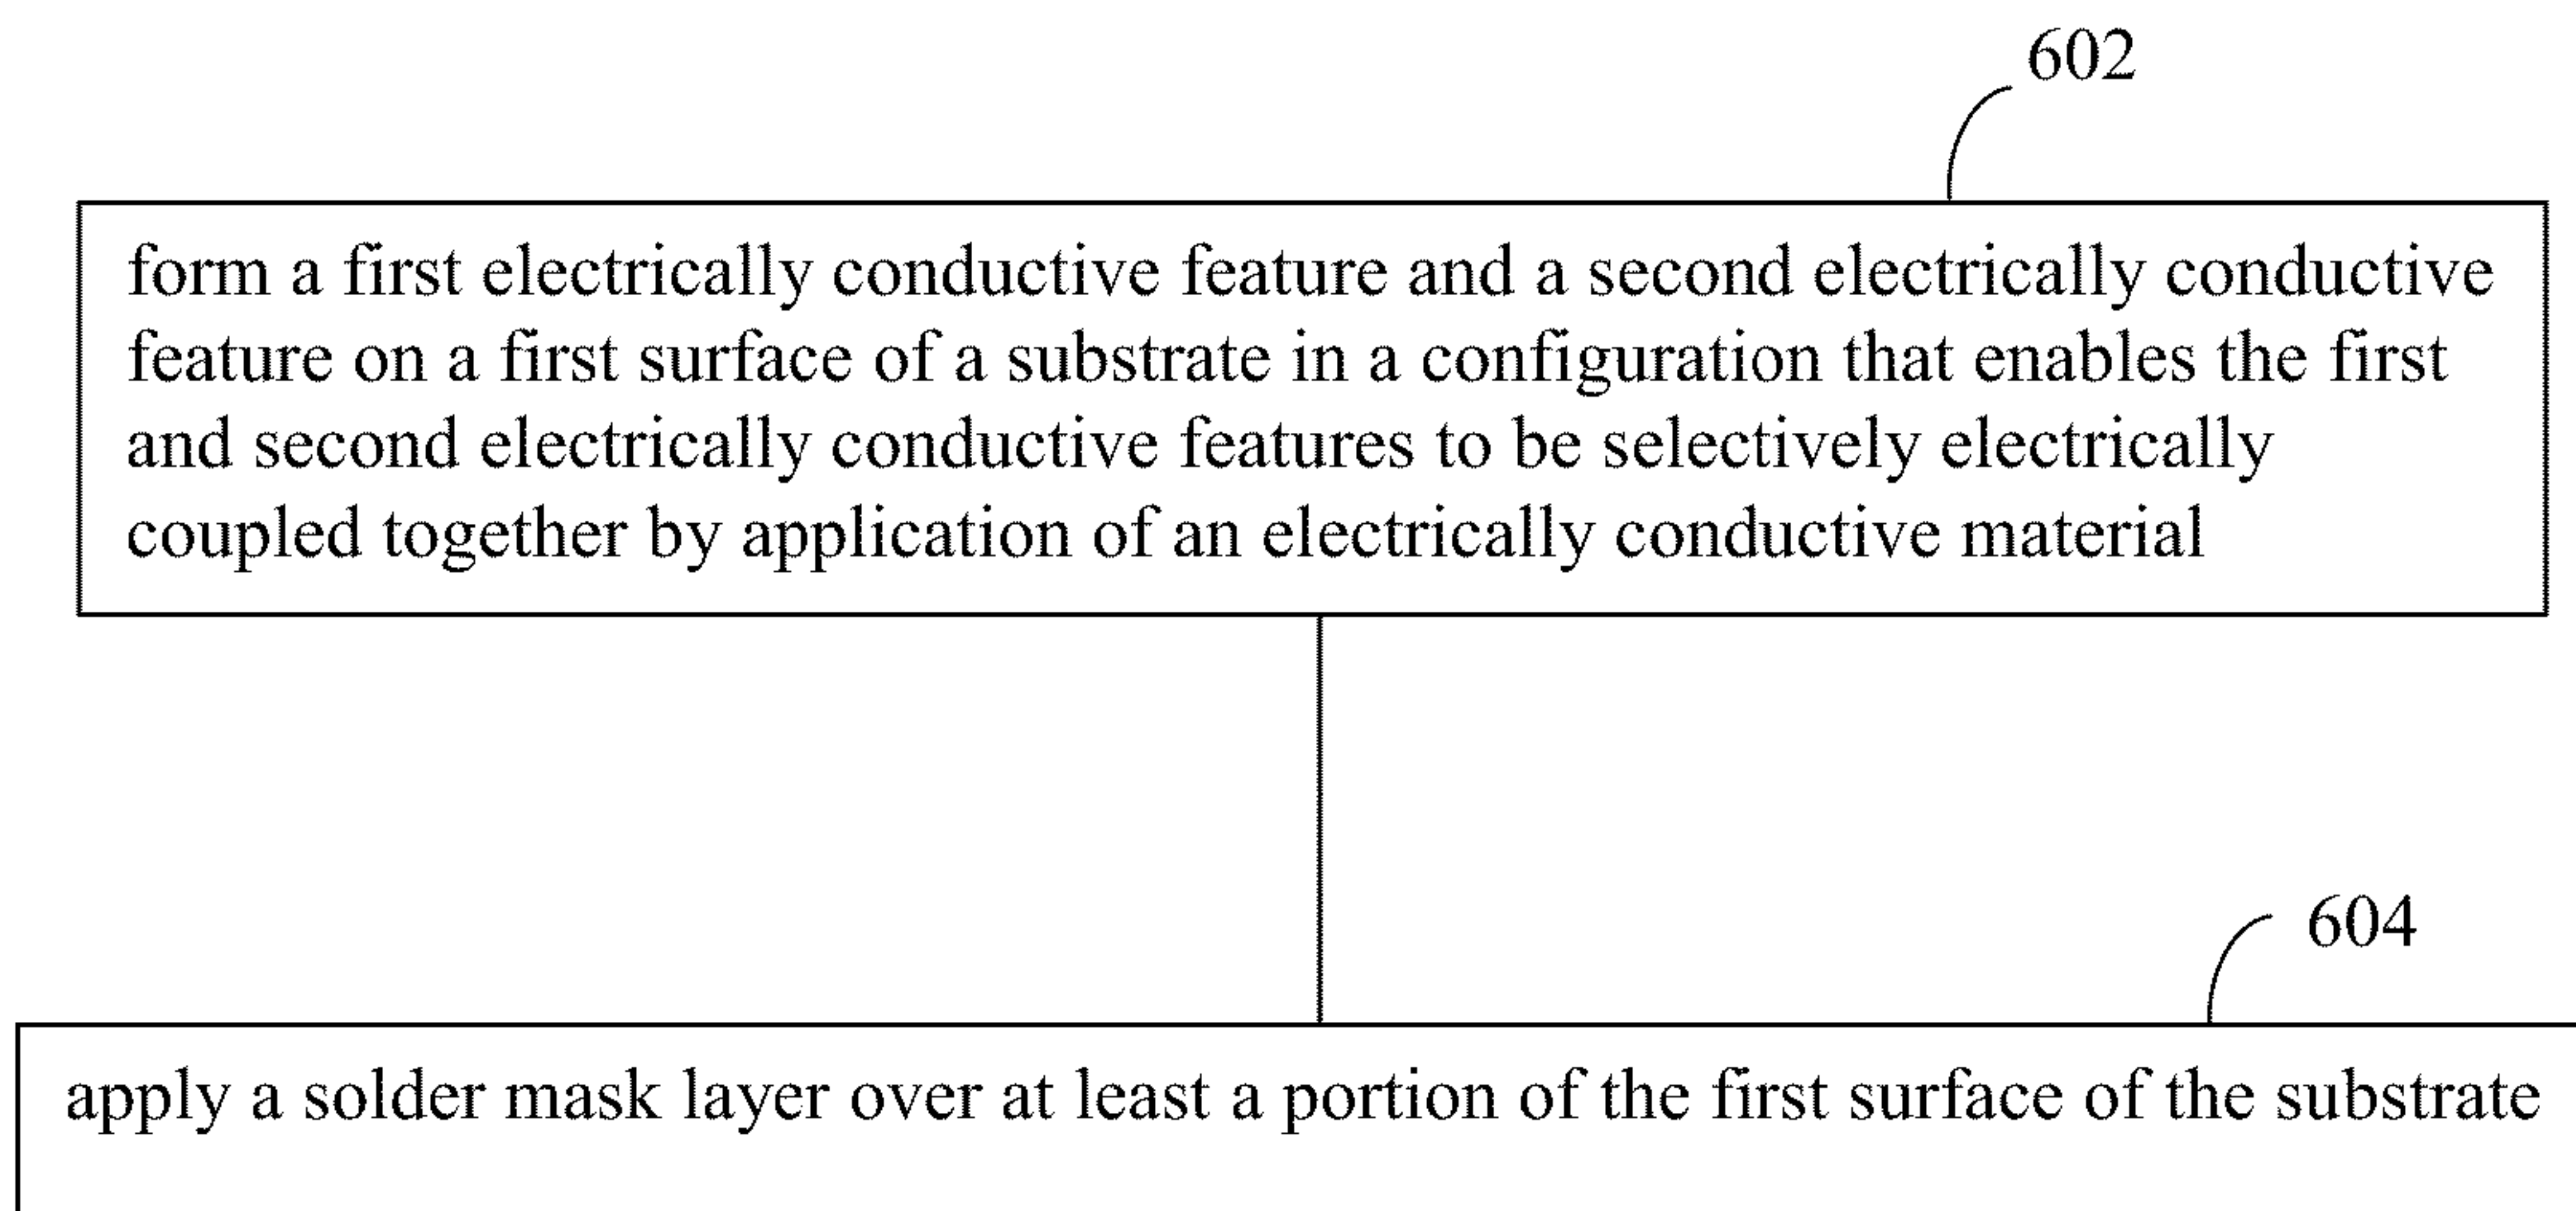 602
form a first electrically conductive feature and a second electrically conductive
feature on a first surface of a substrate in a configuration that enables the first
and second electrically conductive features to be selectively electrically
coupled together by application of an electrically conductive material
604
apply a solder mask layer over at least a portion of the first surface of the substrate